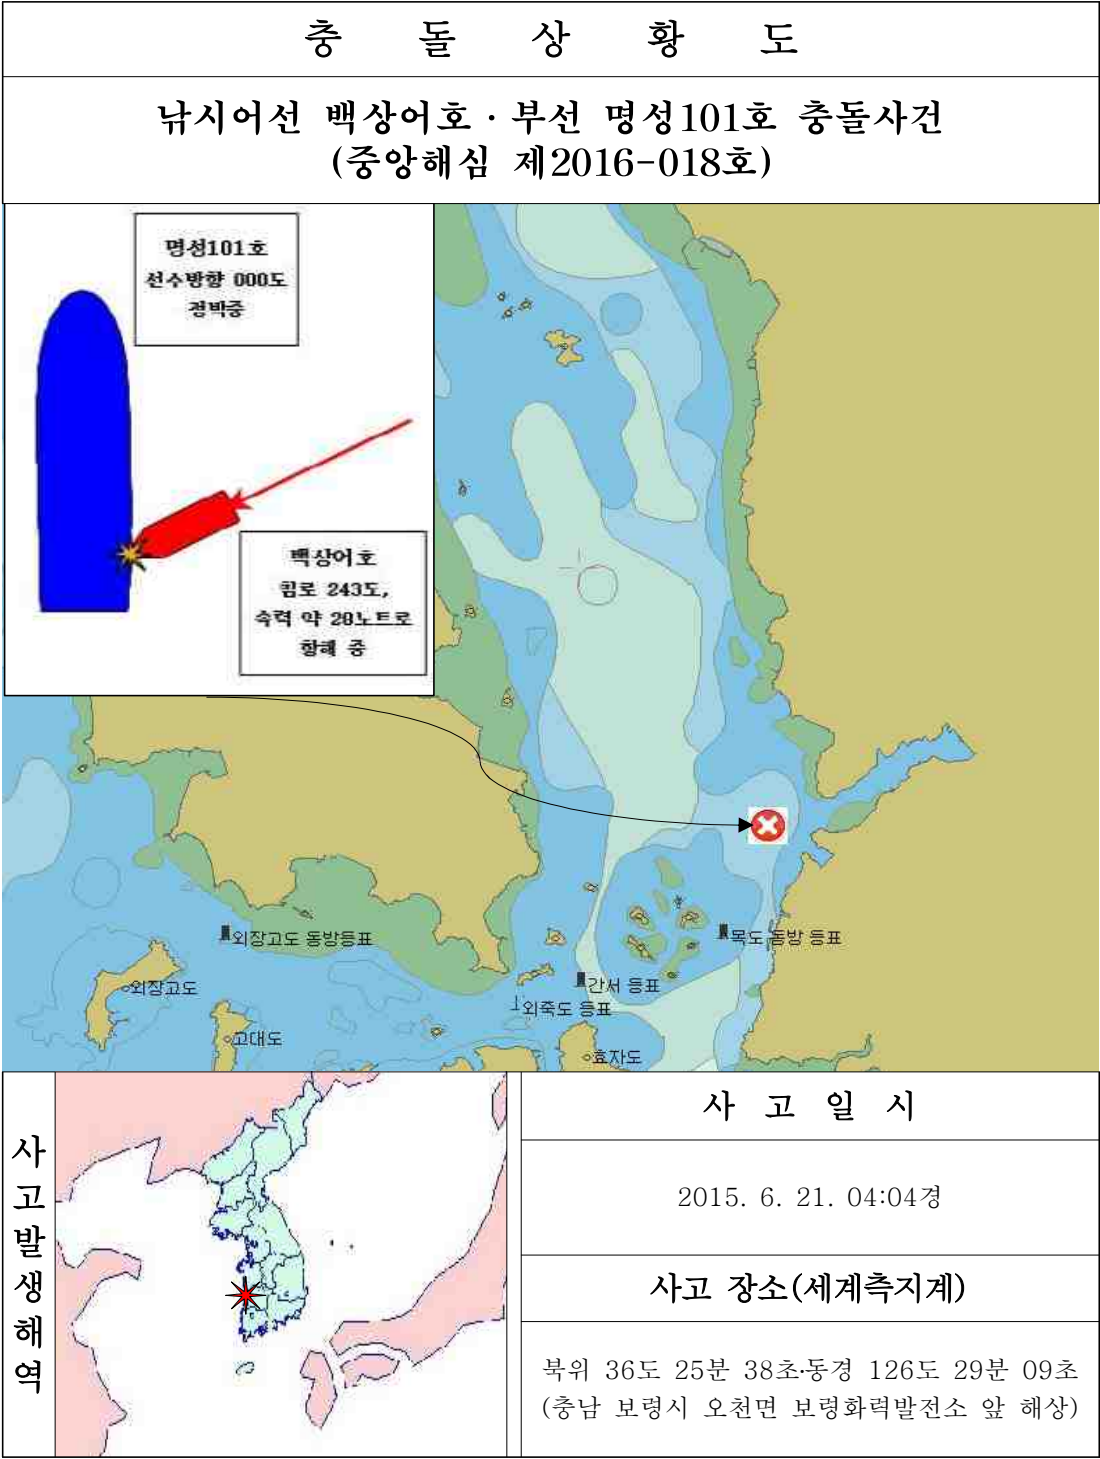 충 돌 상 황 도
낚시어선 백상어호·부선 명성101호 충돌사건
(중앙해심 제2016-018호)
명성101호
선수방향 000도
정박중
백상어호
침로 243도,
속력 약 20노트로
항해 중
외장고도 동방등표
목도 동방 등표
외장고도
간서 등표
외죽도 등표
고대도
효자도
사고발생해역
사 고 일 시
2015. 6. 21. 04:04경
사고 장소(세계측지계)
북위 36도 25분 38초·동경 126도 29분 09초
(충남 보령시 오천면 보령화력발전소 앞 해상)